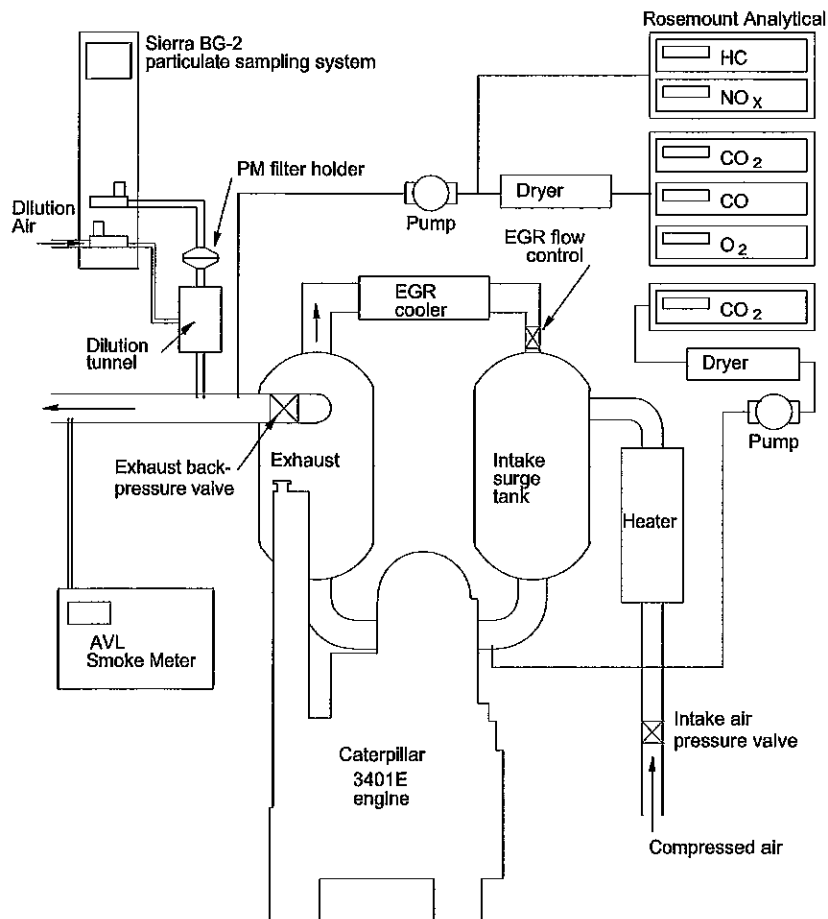 Rosemount Analytical
Sierra BG-2
particulate sampling system
HC
NOX
PM filter holder
CO2
CO
O2
Dryer
Pump
Dilution
Air
EGR flow
control
EGR
cooler
CO2
Dilution
tunnel
Dryer
Pump
Exhaust back-
pressure valve
Exhaust
Intake
surge
tank
Heater
AVL
Smoke Meter
Intake air
pressure valve
Caterpillar
3401E
engine
Compressed air